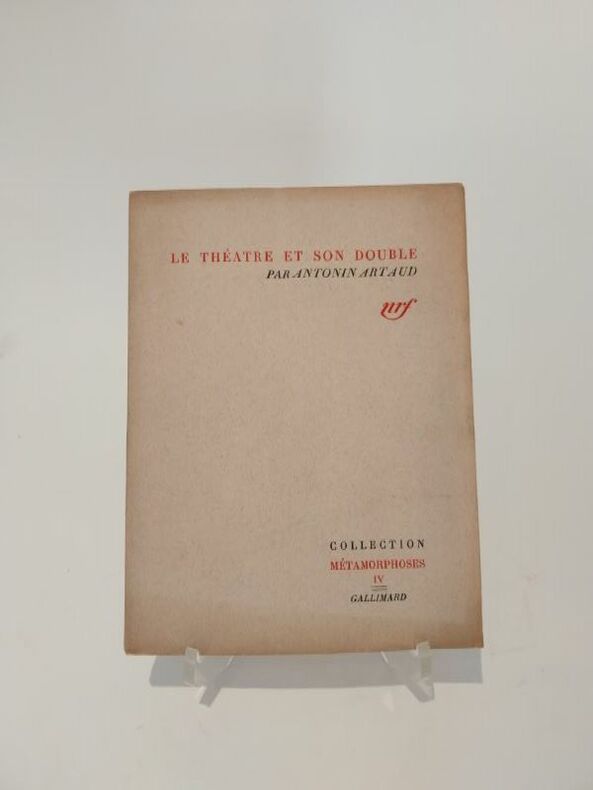 LE THÉATRE ET SON DOUBLE
PAR ANTONIN ARTAUD
nrf
COLLECTION
MÉTAMORPHOSES
IV
GALLIMARD